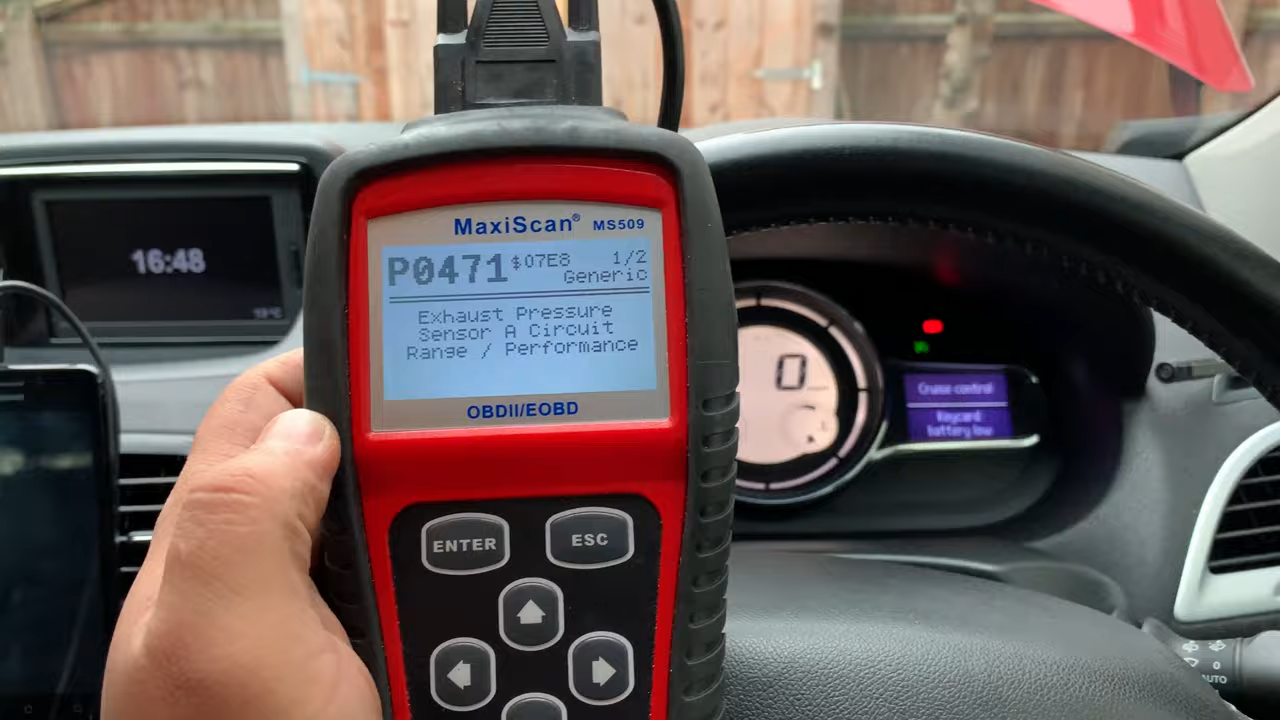 MaxiScan® MS509
P0471 $07E8 1/2
Generic
Exhaust Pressure
Sensor A Circuit
Range / Performance
OBDII/EOBD
ENTER
ESC
16:48
0
Cruise control
Keycard
battery low
AUTO